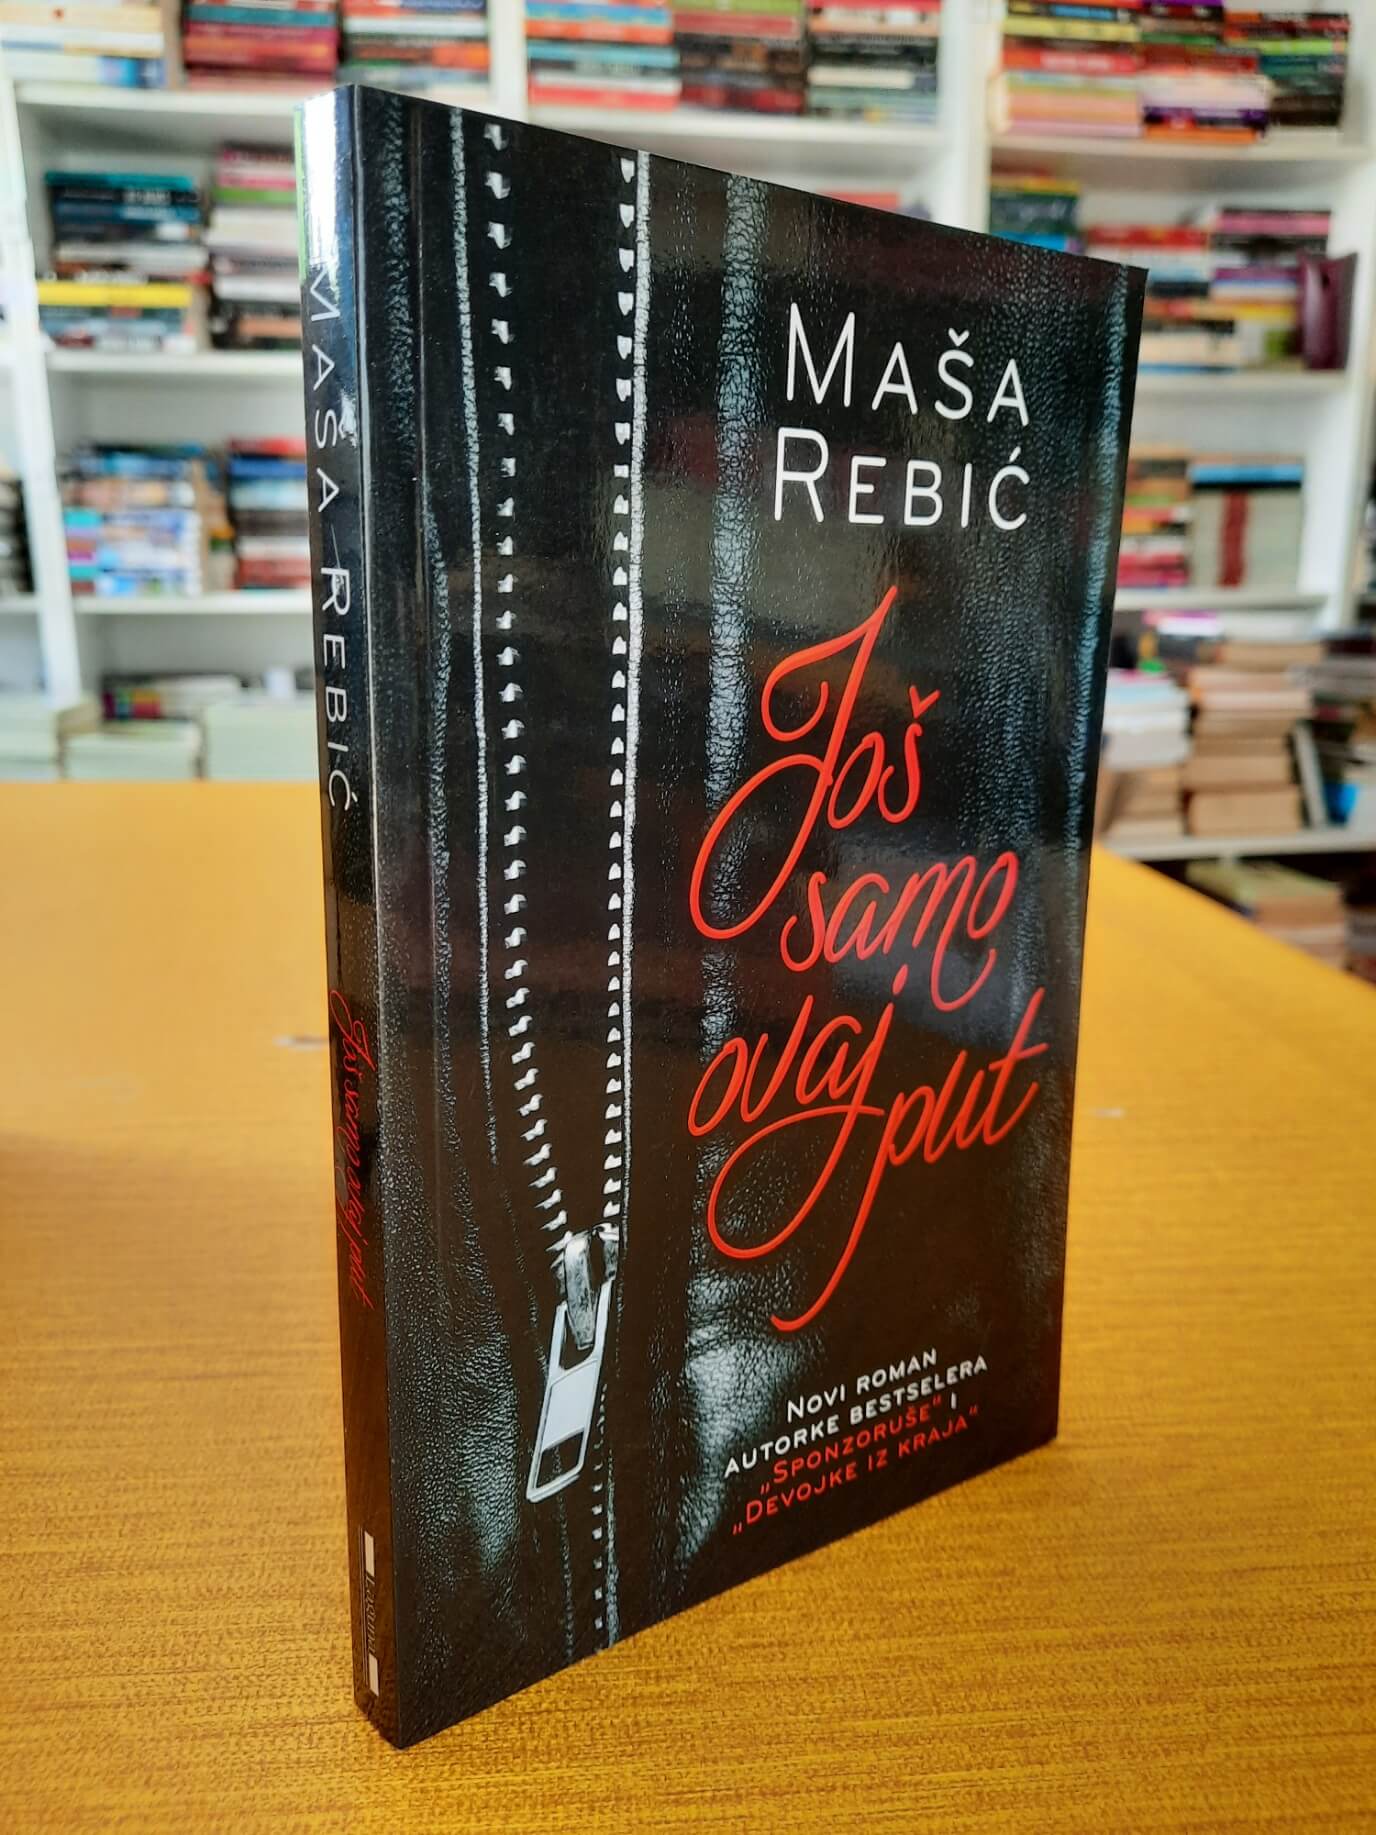 MAŠA REBIĆ
Još samo ovaj put
Laguna
MAŠA
REBIĆ
Još
samo
ovaj
put
NOVI ROMAN
AUTORKE BESTSELERA
„SPONZORUŠE“ I
„DEVOJKE IZ KRAJA“